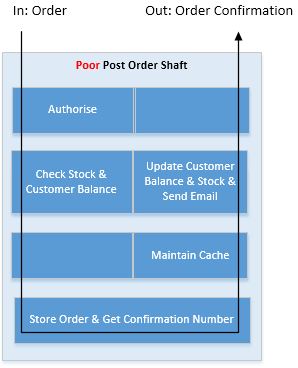 In: Order
Out: Order Confirmation
Poor Post Order Shaft
Authorise
Check Stock &
Customer Balance
Update Customer
Balance & Stock &
Send Email
Maintain Cache
Store Order & Get Confirmation Number